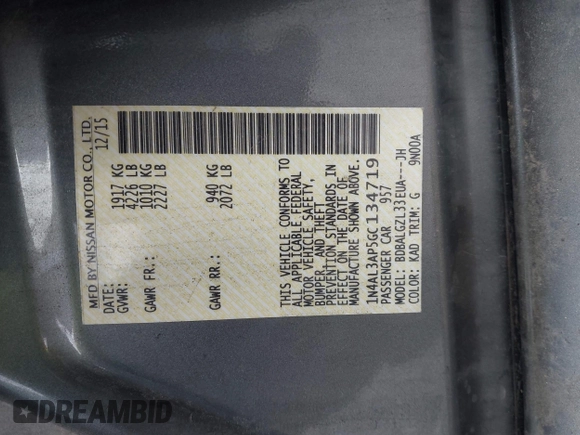 MFD BY NISSAN MOTOR CO., LTD.
DATE: 12/15
GVWR: 1917 KG
4226 LB
GAWR FR.: 1010 KG
2227 LB
GAWR RR.: 940 KG
2072 LB
THIS VEHICLE CONFORMS TO
ALL APPLICABLE FEDERAL
MOTOR VEHICLE SAFETY,
BUMPER, AND THEFT
PREVENTION STANDARDS IN
EFFECT ON THE DATE OF
MANUFACTURE SHOWN ABOVE.
1N4AL3AP5GC134719
PASSENGER CAR 957
MODEL: BDBALGZL33EUA---JH
COLOR: KAD TRIM: G 9N00A
DREAMBID